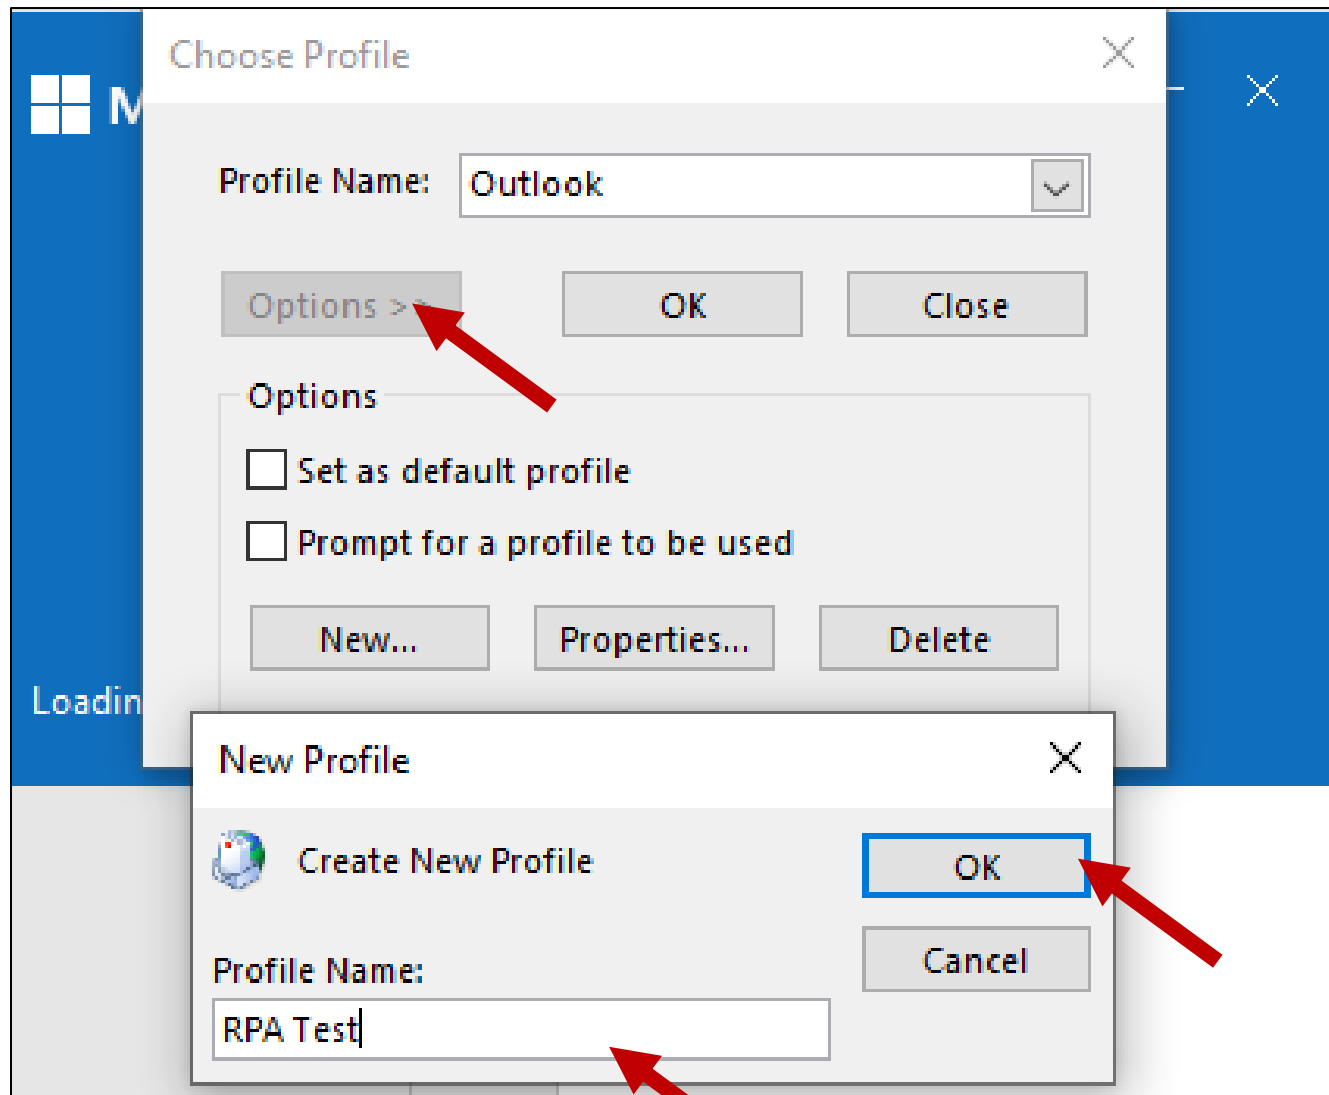 Choose Profile
M
Profile Name: Outlook
Options >> OK Close
Options
Set as default profile
Prompt for a profile to be used
New... Properties... Delete
Loadin
New Profile
Create New Profile
OK
Cancel
Profile Name:
RPA Test